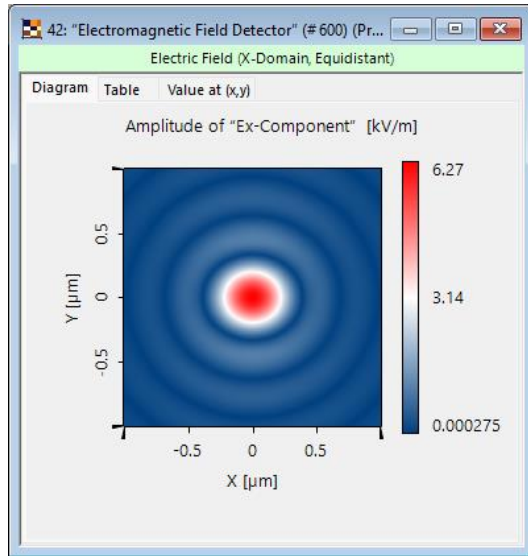 42: "Electromagnetic Field Detector" (# 600) (Pr...
Electric Field (X-Domain, Equidistant)
Diagram Table Value at (x,y)
Amplitude of "Ex-Component" [kV/m]
6.27
0.5
Y [µm]
0
3.14
-0.5
0.000275
-0.5 0 0.5
X [µm]